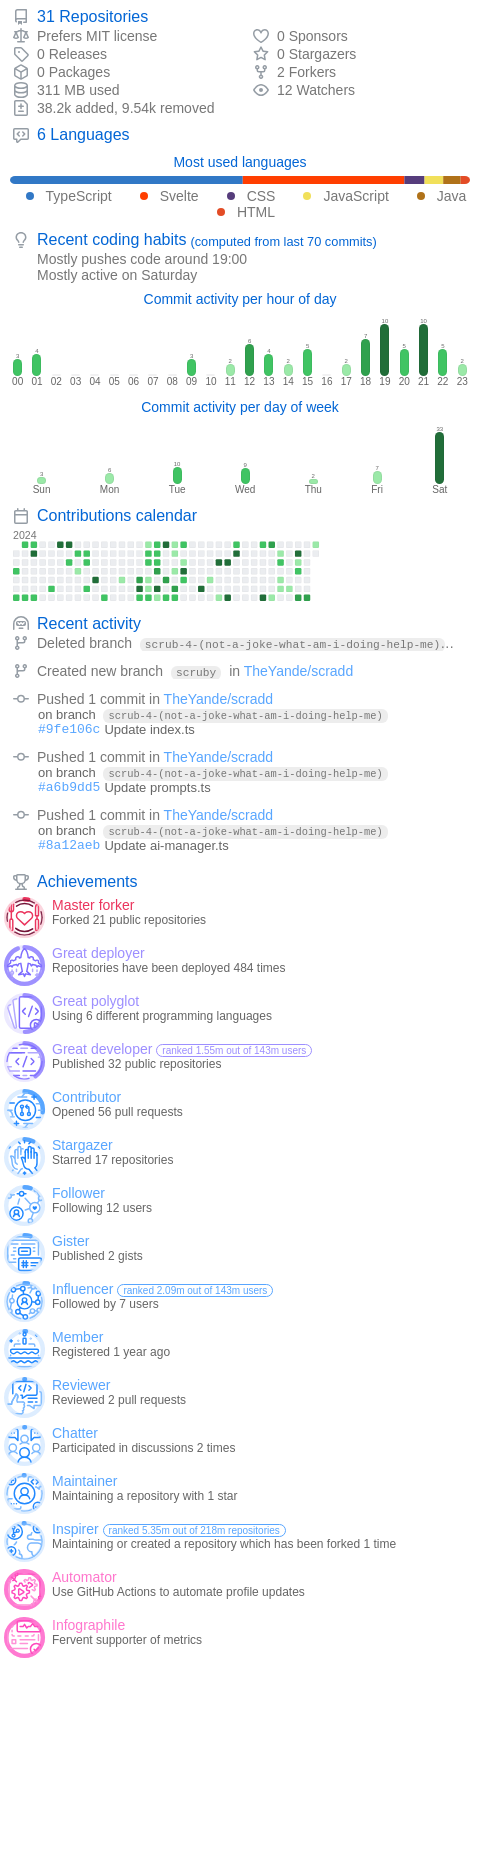 31 Repositories
Prefers MIT license
0 Sponsors
0 Releases
0 Stargazers
0 Packages
2 Forkers
311 MB used
12 Watchers
38.2k added, 9.54k removed
6 Languages
Most used languages
TypeScript Svelte CSS JavaScript Java
HTML
Recent coding habits (computed from last 70 commits)
Mostly pushes code around 19:00
Mostly active on Saturday
Commit activity per hour of day
3 4 3 2 6 4 2 5 2 7 10 5 10 5 2
00 01 02 03 04 05 06 07 08 09 10 11 12 13 14 15 16 17 18 19 20 21 22 23
Commit activity per day of week
3 6 10 9 2 7 33
Sun Mon Tue Wed Thu Fri Sat
Contributions calendar
2024
Recent activity
Deleted branch scrub-4-(not-a-joke-what-am-i-doing-help-me)…
Created new branch scruby in TheYande/scradd
Pushed 1 commit in TheYande/scradd
on branch scrub-4-(not-a-joke-what-am-i-doing-help-me)
#9fe106c Update index.ts
Pushed 1 commit in TheYande/scradd
on branch scrub-4-(not-a-joke-what-am-i-doing-help-me)
#a6b9dd5 Update prompts.ts
Pushed 1 commit in TheYande/scradd
on branch scrub-4-(not-a-joke-what-am-i-doing-help-me)
#8a12aeb Update ai-manager.ts
Achievements
Master forker
Forked 21 public repositories
Great deployer
Repositories have been deployed 484 times
Great polyglot
Using 6 different programming languages
Great developer ranked 1.55m out of 143m users
Published 32 public repositories
Contributor
Opened 56 pull requests
Stargazer
Starred 17 repositories
Follower
Following 12 users
Gister
Published 2 gists
Influencer ranked 2.09m out of 143m users
Followed by 7 users
Member
Registered 1 year ago
Reviewer
Reviewed 2 pull requests
Chatter
Participated in discussions 2 times
Maintainer
Maintaining a repository with 1 star
Inspirer ranked 5.35m out of 218m repositories
Maintaining or created a repository which has been forked 1 time
Automator
Use GitHub Actions to automate profile updates
Infographile
Fervent supporter of metrics